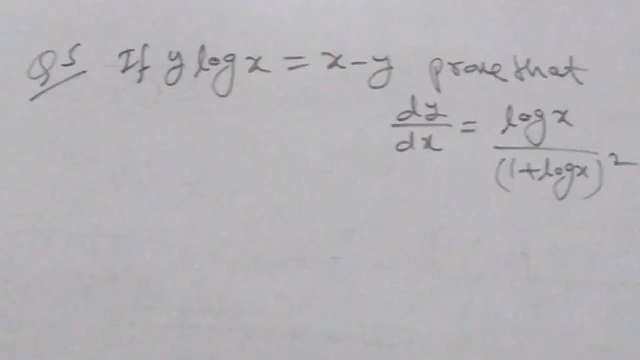 Q5 If y log x = x - y prove that
dy/dx = log x/(1+log x)²